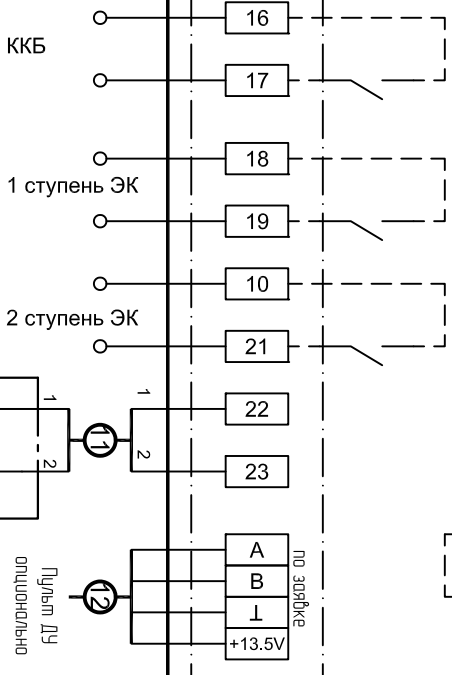 16
ККБ
17
18
1 ступень ЭК
19
10
2 ступень ЭК
21
1
1
22
11
2
2
23
A
B
⊥
+13.5V
по заявке
12
Пульт ДУ
опционально